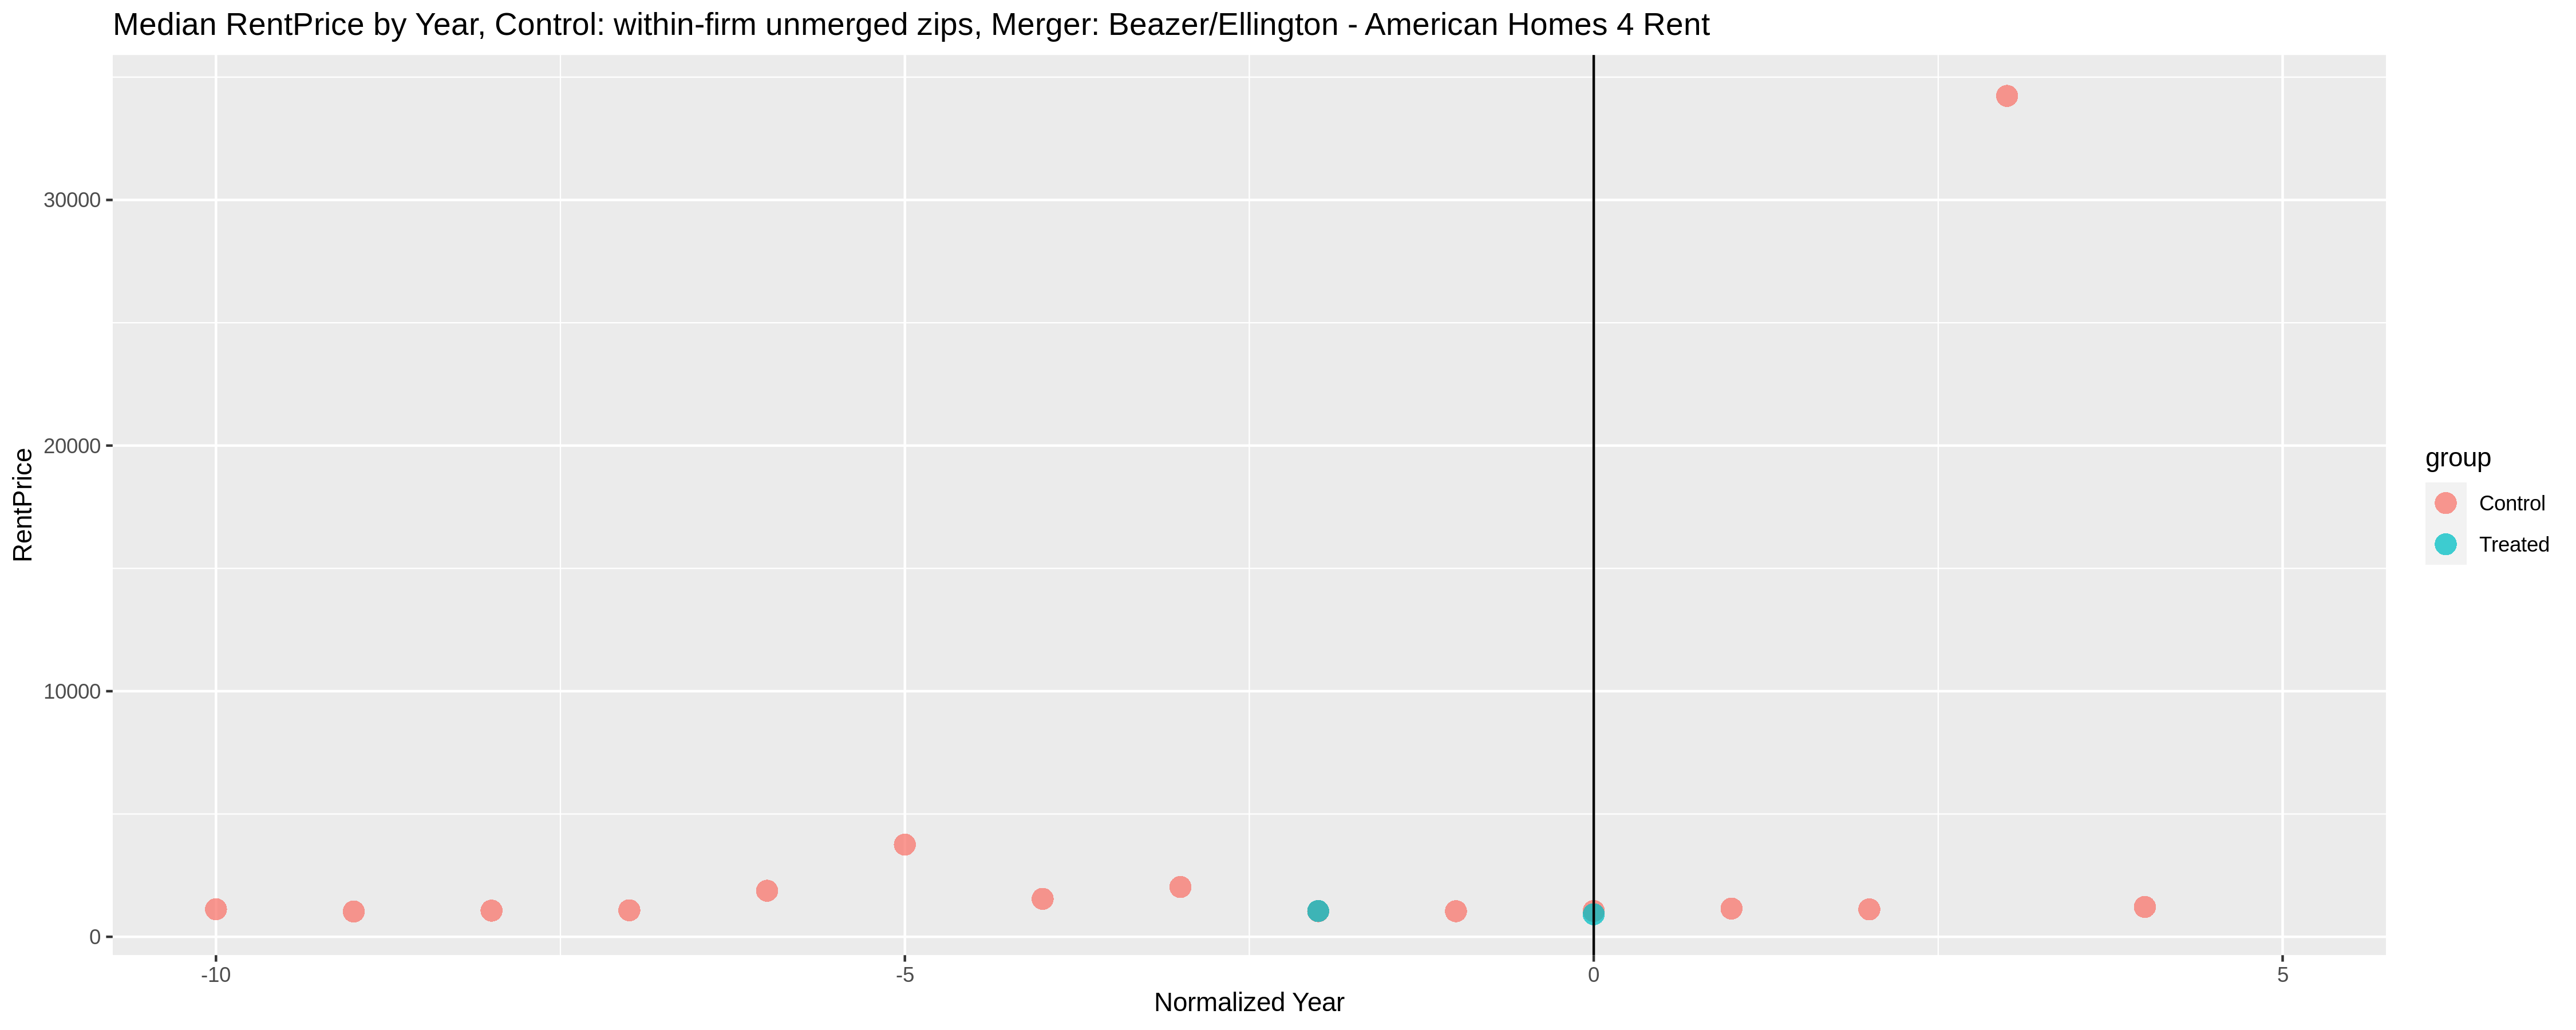 Median RentPrice by Year, Control: within-firm unmerged zips, Merger: Beazer/Ellington - American Homes 4 Rent
30000
20000
10000
0
RentPrice
-10
-5
0
5
Normalized Year
group
Control
Treated